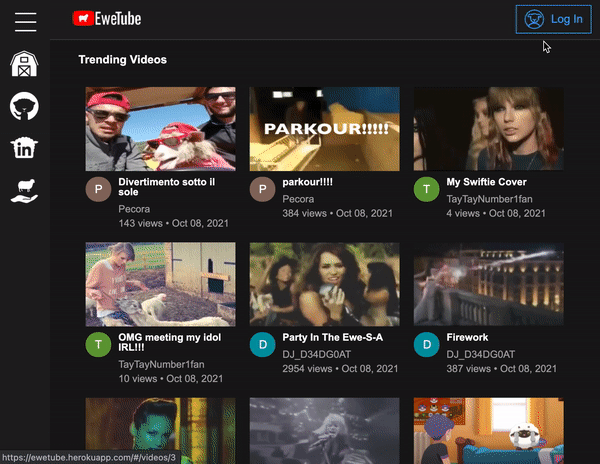 EweTube
Log In
Trending Videos
PARKOUR!!!!!
P
Divertimento sotto il
sole
Pecora
143 views • Oct 08, 2021
P
parkour!!!!
Pecora
384 views • Oct 08, 2021
T
My Swiftie Cover
TayTayNumber1fan
4 views • Oct 08, 2021
T
OMG meeting my idol
IRL!!!
TayTayNumber1fan
10 views • Oct 08, 2021
D
Party In The Ewe-S-A
DJ_D34DG0AT
2954 views • Oct 08, 2021
D
Firework
DJ_D34DG0AT
387 views • Oct 08, 2021
in
https://ewetube.herokuapp.com/#/videos/3